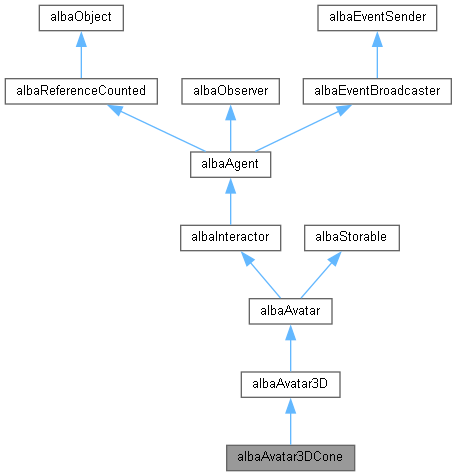 albaObject
albaEventSender
albaReferenceCounted
albaObserver
albaEventBroadcaster
albaAgent
albaInteractor
albaStorable
albaAvatar
albaAvatar3D
albaAvatar3DCone